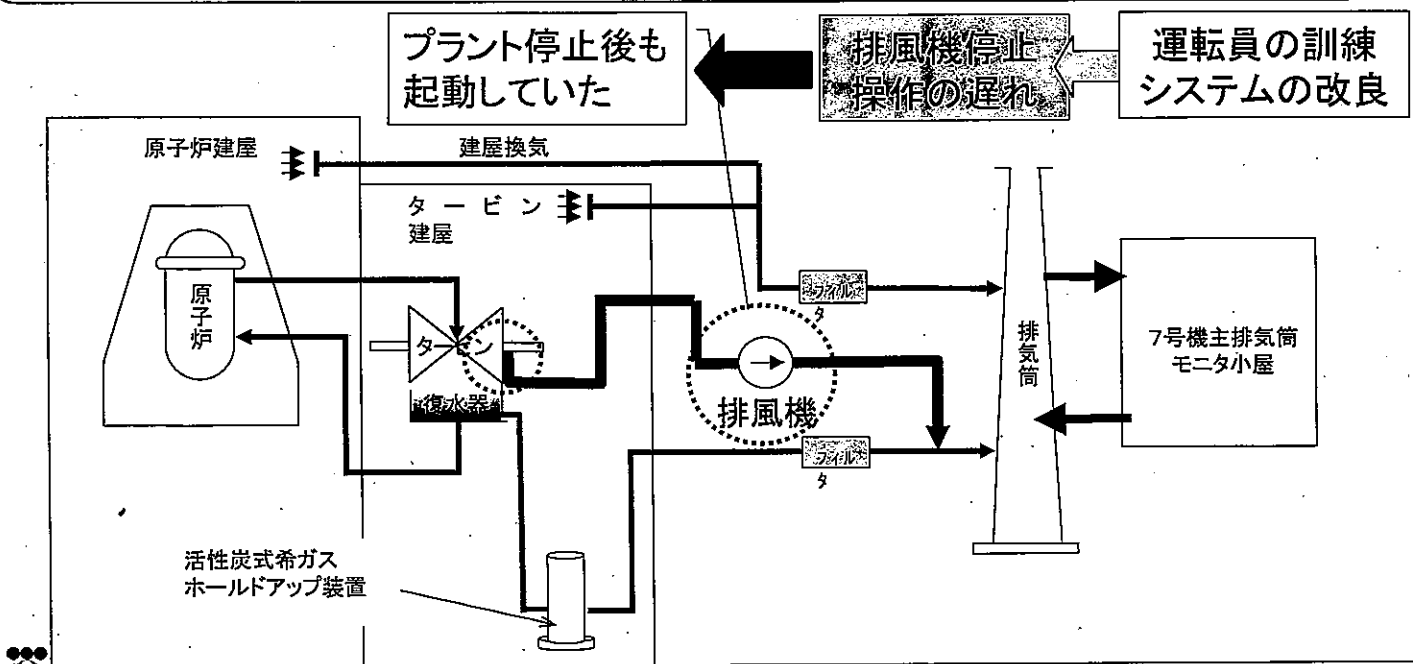 プラント停止後も
起動していた
排風機停止
操作の遅れ
運転員の訓練
システムの改良
原子炉建屋
建屋換気
タービン
建屋
原子炉
タービン
復水器
フィル
タ
排風機
フィル
タ
排気筒
7号機主排気筒
モニタ小屋
活性炭式希ガス
ホールドアップ装置